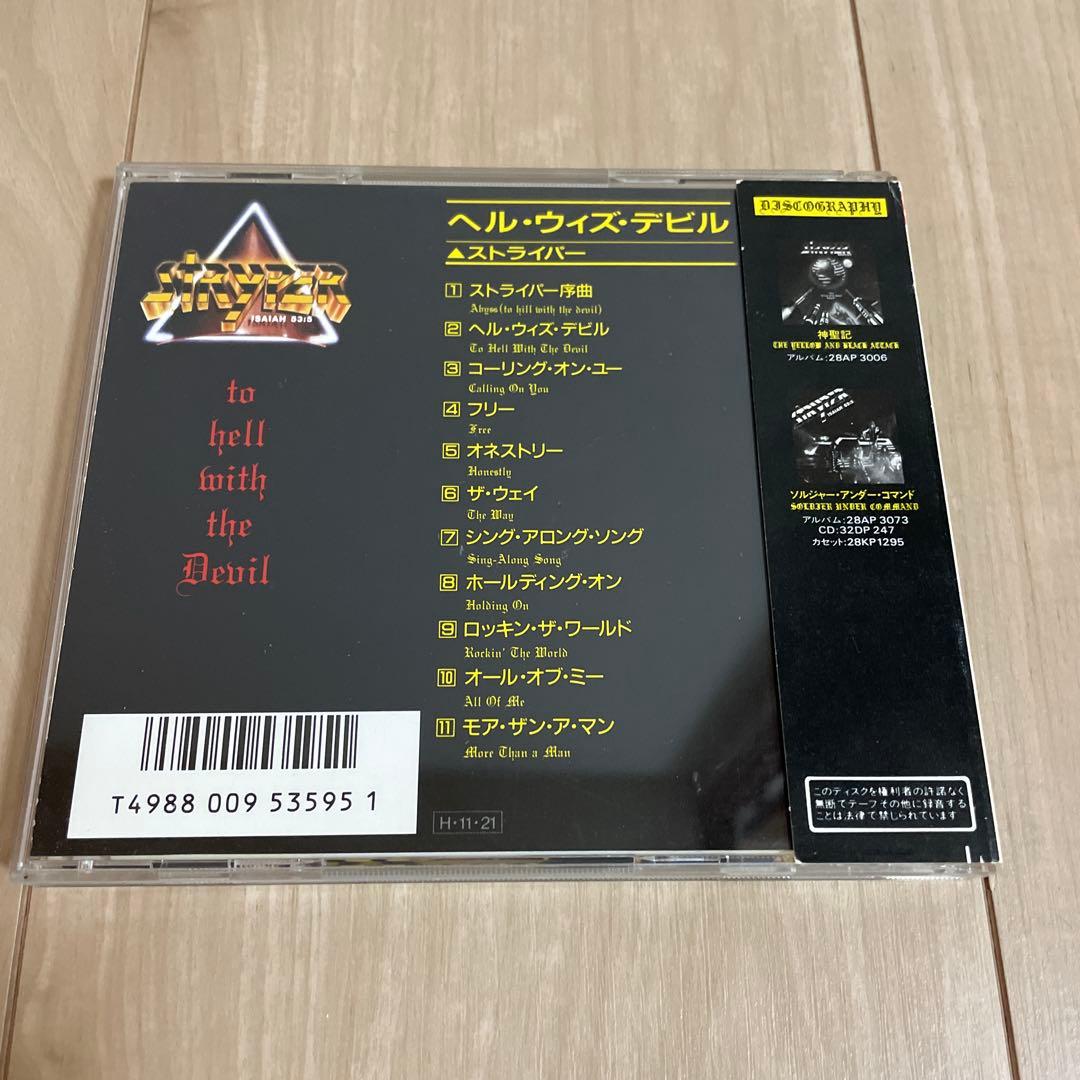 STRYPER
ISAIAH 53:5
to
hell
with
the
Devil
ヘル・ウィズ・デビル
▲ストライパー
1 ストライパー序曲
Abyss (to hill with the devil)
2 ヘル・ウィズ・デビル
To Hell With The Devil
3 コーリング・オン・ユー
Calling On You
4 フリー
Free
5 オネストリー
Honestly
6 ザ・ウェイ
The Way
7 シング・アロング・ソング
Sing-Along Song
8 ホールディング・オン
Holding On
9 ロッキン・ザ・ワールド
Rockin' The World
10 オール・オブ・ミー
All Of Me
11 モア・ザン・ア・マン
More Than a Man
T4988 009 53595 1
H・11・21
DISCOGRAPHY
神聖記
THE YELLOW AND BLACK ATTACK
アルバム:28AP 3006
ソルジャー・アンダー・コマンド
SOLDIER UNDER COMMAND
アルバム:28AP 3073
CD:32DP 247
カセット:28KP1295
このディスクを権利者の許諾なく
無断でテープその他に録音する
ことは法律で禁じられています